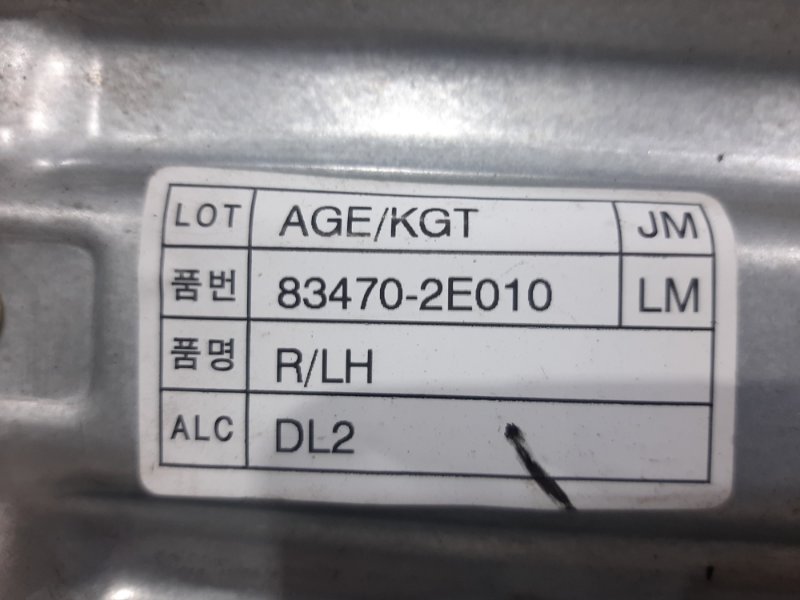 LOT AGE/KGT JM
품번 83470-2E010 LM
품명 R/LH
ALC DL2